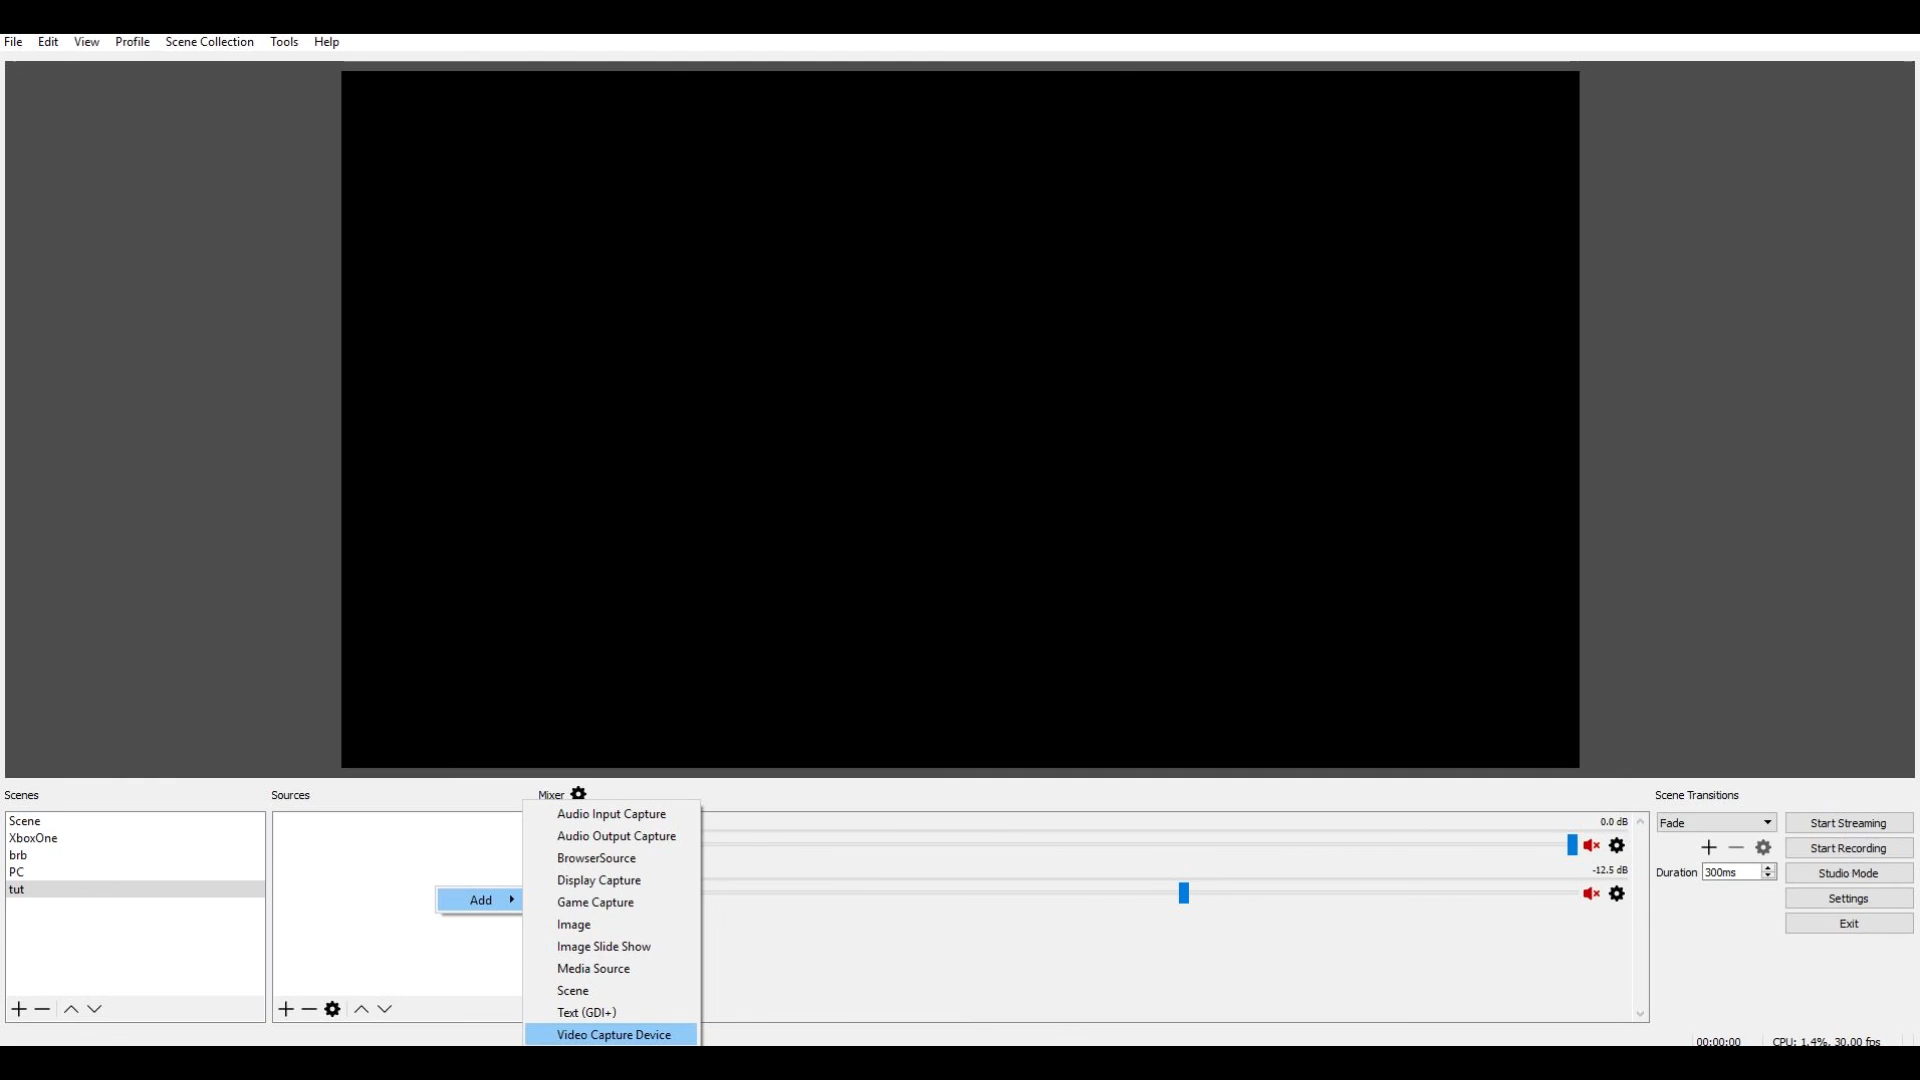 File Edit View Profile Scene Collection Tools Help
Scenes
Scene
XboxOne
brb
PC
tut
Sources
Add
Mixer
Audio Input Capture
Audio Output Capture
BrowserSource
Display Capture
Game Capture
Image
Image Slide Show
Media Source
Scene
Text (GDI+)
Video Capture Device
0.0 dB
-12.5 dB
Scene Transitions
Fade
Duration 300ms
Start Streaming
Start Recording
Studio Mode
Settings
Exit
00:00:00 CPU: 1.4%, 30.00 fps